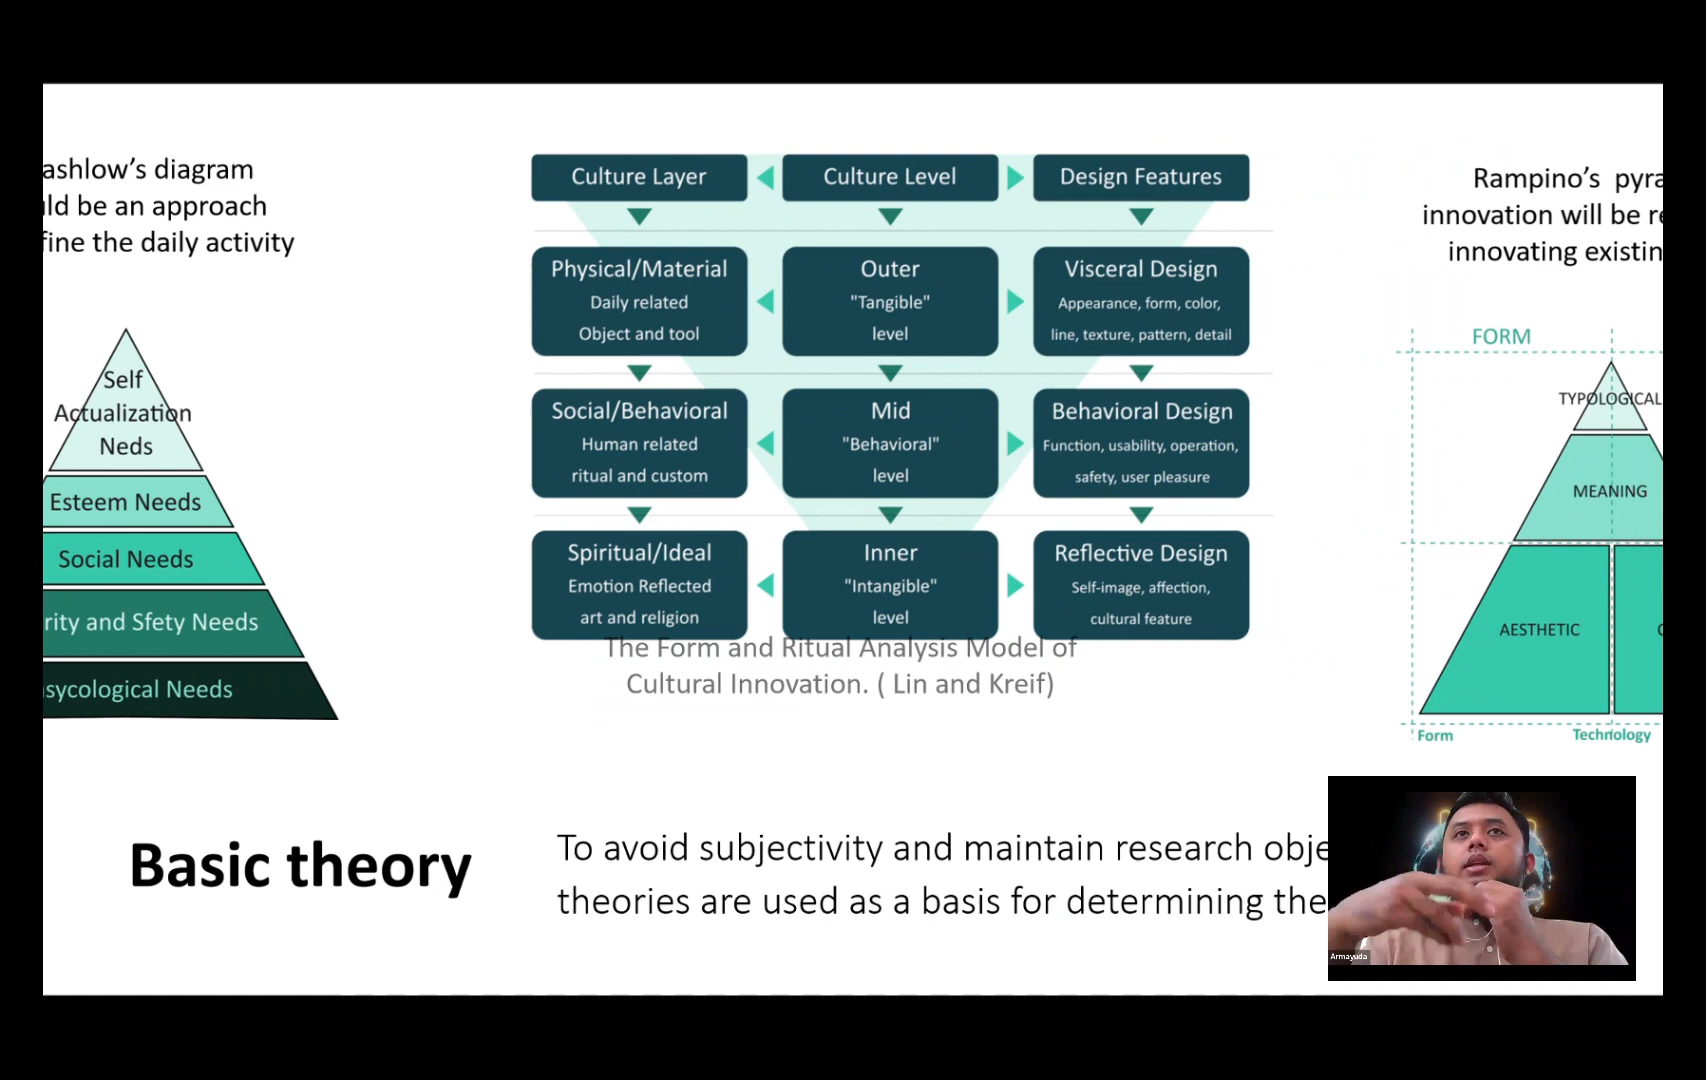 ashlow's diagram
ld be an approach
fine the daily activity
Self
Actualization
Neds
Esteem Needs
Social Needs
rity and Sfety Needs
sycological Needs
Culture Layer
Culture Level
Design Features
Physical/Material
Daily related
Object and tool
Outer
"Tangible"
level
Visceral Design
Appearance, form, color,
line, texture, pattern, detail
Social/Behavioral
Human related
ritual and custom
Mid
"Behavioral"
level
Behavioral Design
Function, usability, operation,
safety, user pleasure
Spiritual/Ideal
Emotion Reflected
art and religion
Inner
"Intangible"
level
Reflective Design
Self-image, affection,
cultural feature
The Form and Ritual Analysis Model of
Cultural Innovation. ( Lin and Kreif)
Rampino's pyra
innovation will be re
innovating existin
FORM
TYPOLOGICAL
MEANING
AESTHETIC
Form
Technology
Basic theory
To avoid subjectivity and maintain research obje
theories are used as a basis for determining the
Armayuda